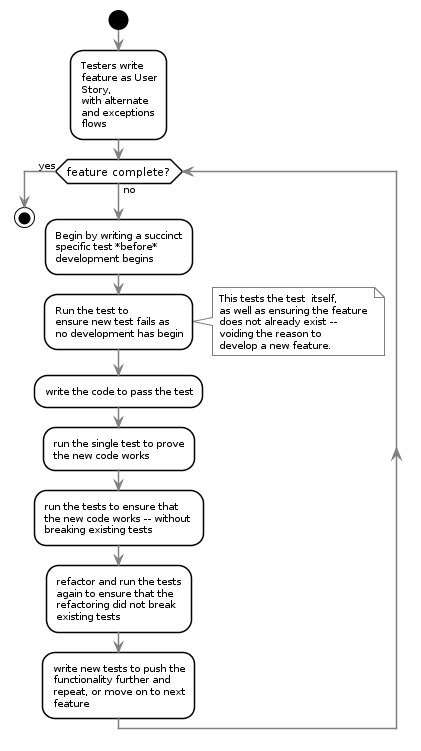 Testers write
feature as User
Story,
with alternate
and exceptions
flows
yes
feature complete?
no
Begin by writing a succinct
specific test *before*
development begins
Run the test to
ensure new test fails as
no development has begin
This tests the test  itself,
as well as ensuring the feature
does not already exist --
voiding the reason to
develop a new feature.
write the code to pass the test
run the single test to prove
the new code works
run the tests to ensure that
the new code works -- without
breaking existing tests
refactor and run the tests
again to ensure that the
refactoring did not break
existing tests
write new tests to push the
functionality further and
repeat, or move on to next
feature